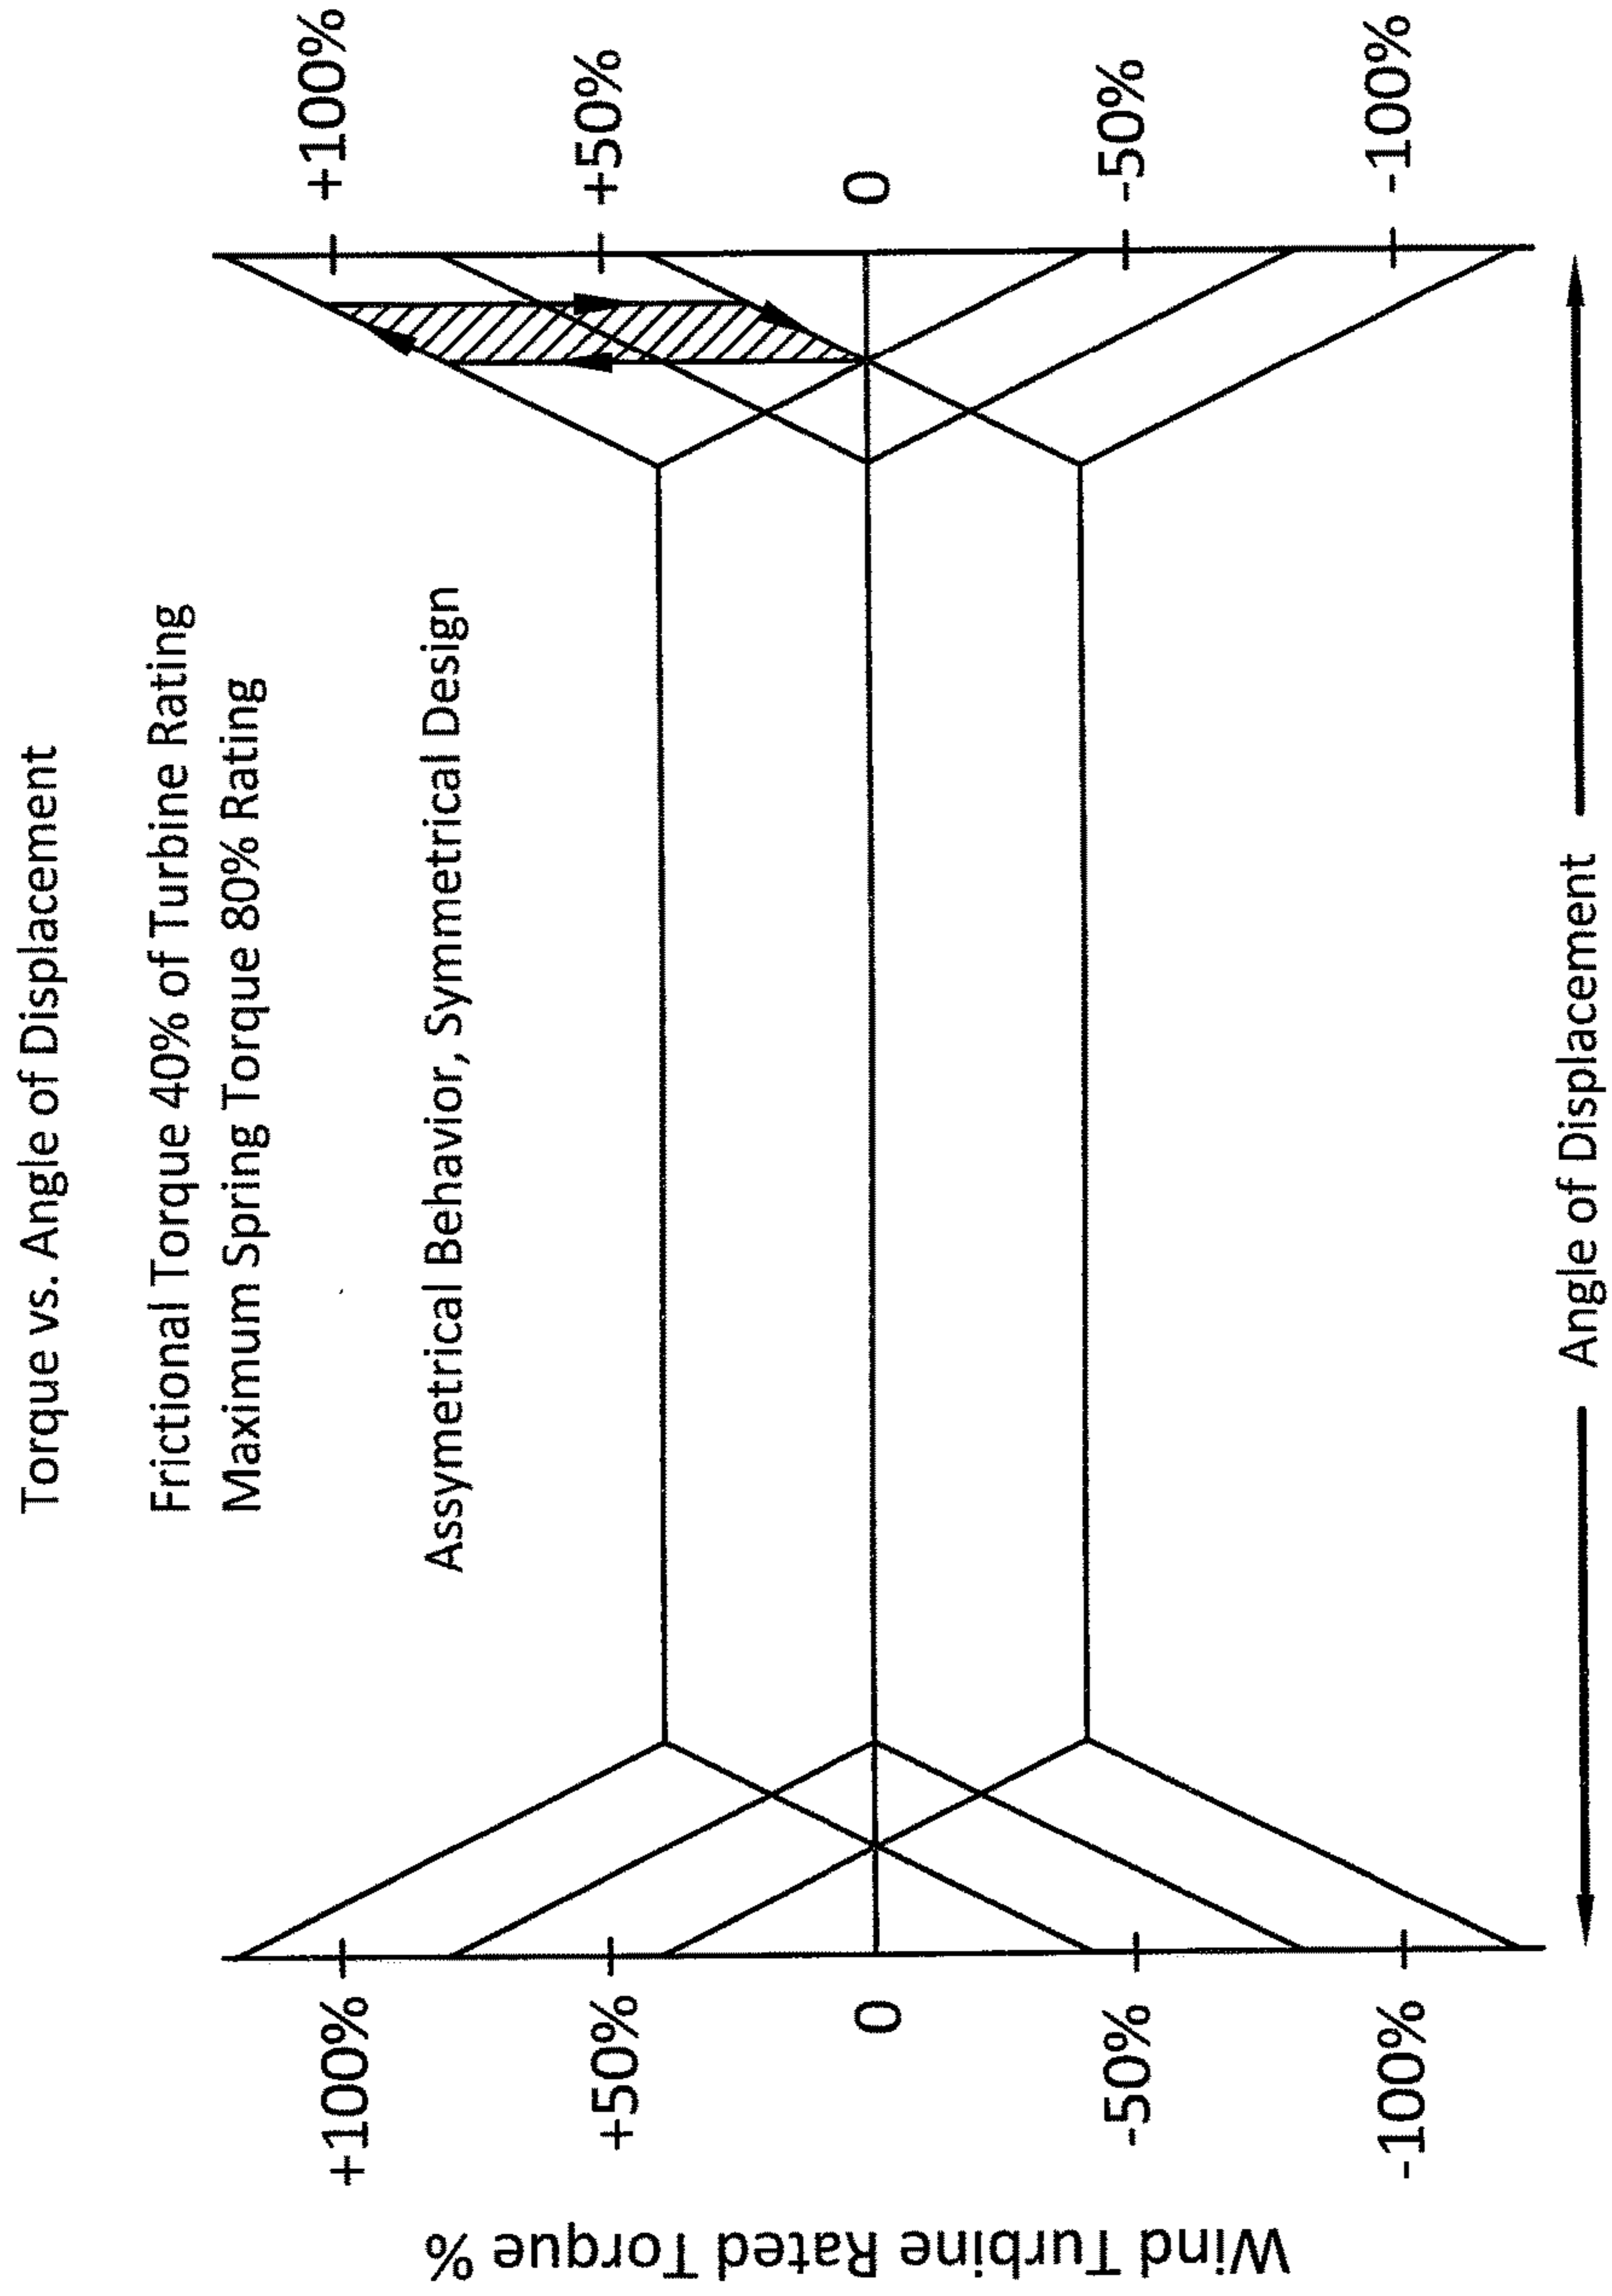 Torque vs. Angle of Displacement
Frictional Torque 40% of Turbine Rating
Maximum Spring Torque 80% Rating
Assymetrical Behavior, Symmetrical Design
Wind Turbine Rated Torque %
+100%
+50%
0
-50%
-100%
+100%
+50%
0
-50%
-100%
Angle of Displacement